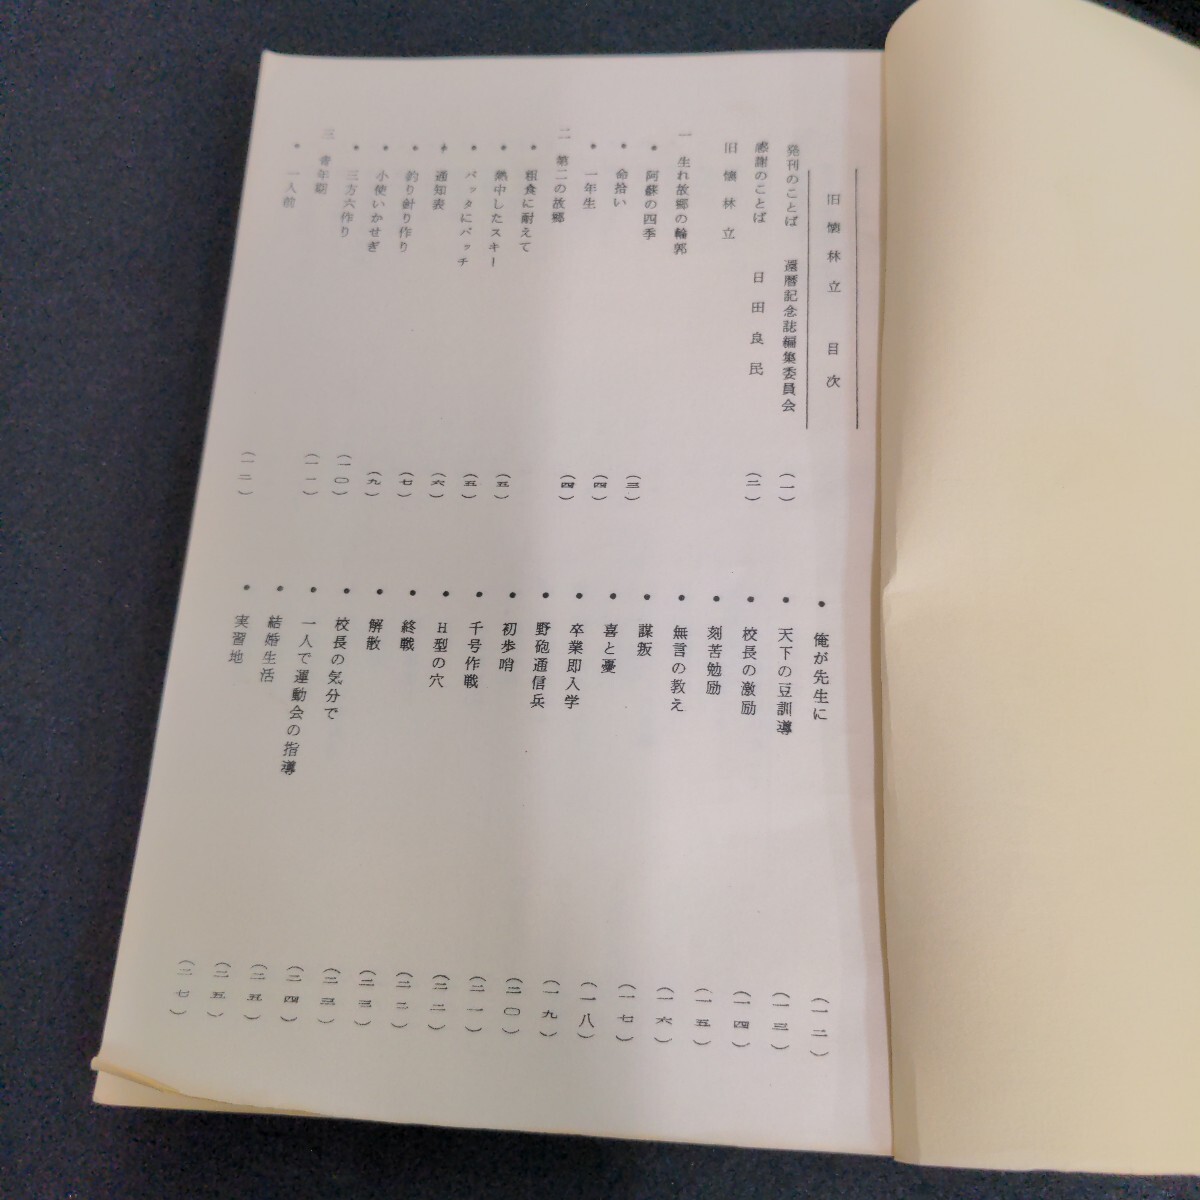 旧懐林立 目次
発刊のことば 還暦記念誌編集委員会 (一)
感謝のことば 日田良民 (二)
旧懐林立
一 生れ故郷の輪郭
• 阿蘇の四季 (三)
• 命拾い (四)
• 一年生 (四)
二 第二の故郷
• 粗食に耐えて (五)
• 熱中したスキー (五)
• バッタにバッチ (六)
• 通知表 (七)
• 釣り針り作り (九)
• 小使いかせぎ (一〇)
• 三方六作り (一一)
三 青年期
• 一人前 (一二)
• 俺が先生に (一二)
• 天下の豆訓導 (一三)
• 校長の激励 (一四)
• 刻苦勉励 (一五)
• 無言の教え (一六)
• 謀叛 (一七)
• 喜と憂 (一八)
• 卒業即入学 (一九)
• 野砲通信兵 (二〇)
• 初歩哨 (二一)
• 千号作戦 (二二)
• H型の穴 (二二)
• 終戦 (二三)
• 解散 (二三)
• 校長の気分で (二四)
• 一人で運動会の指導 (二五)
• 結婚生活 (二五)
• 実習地 (二七)